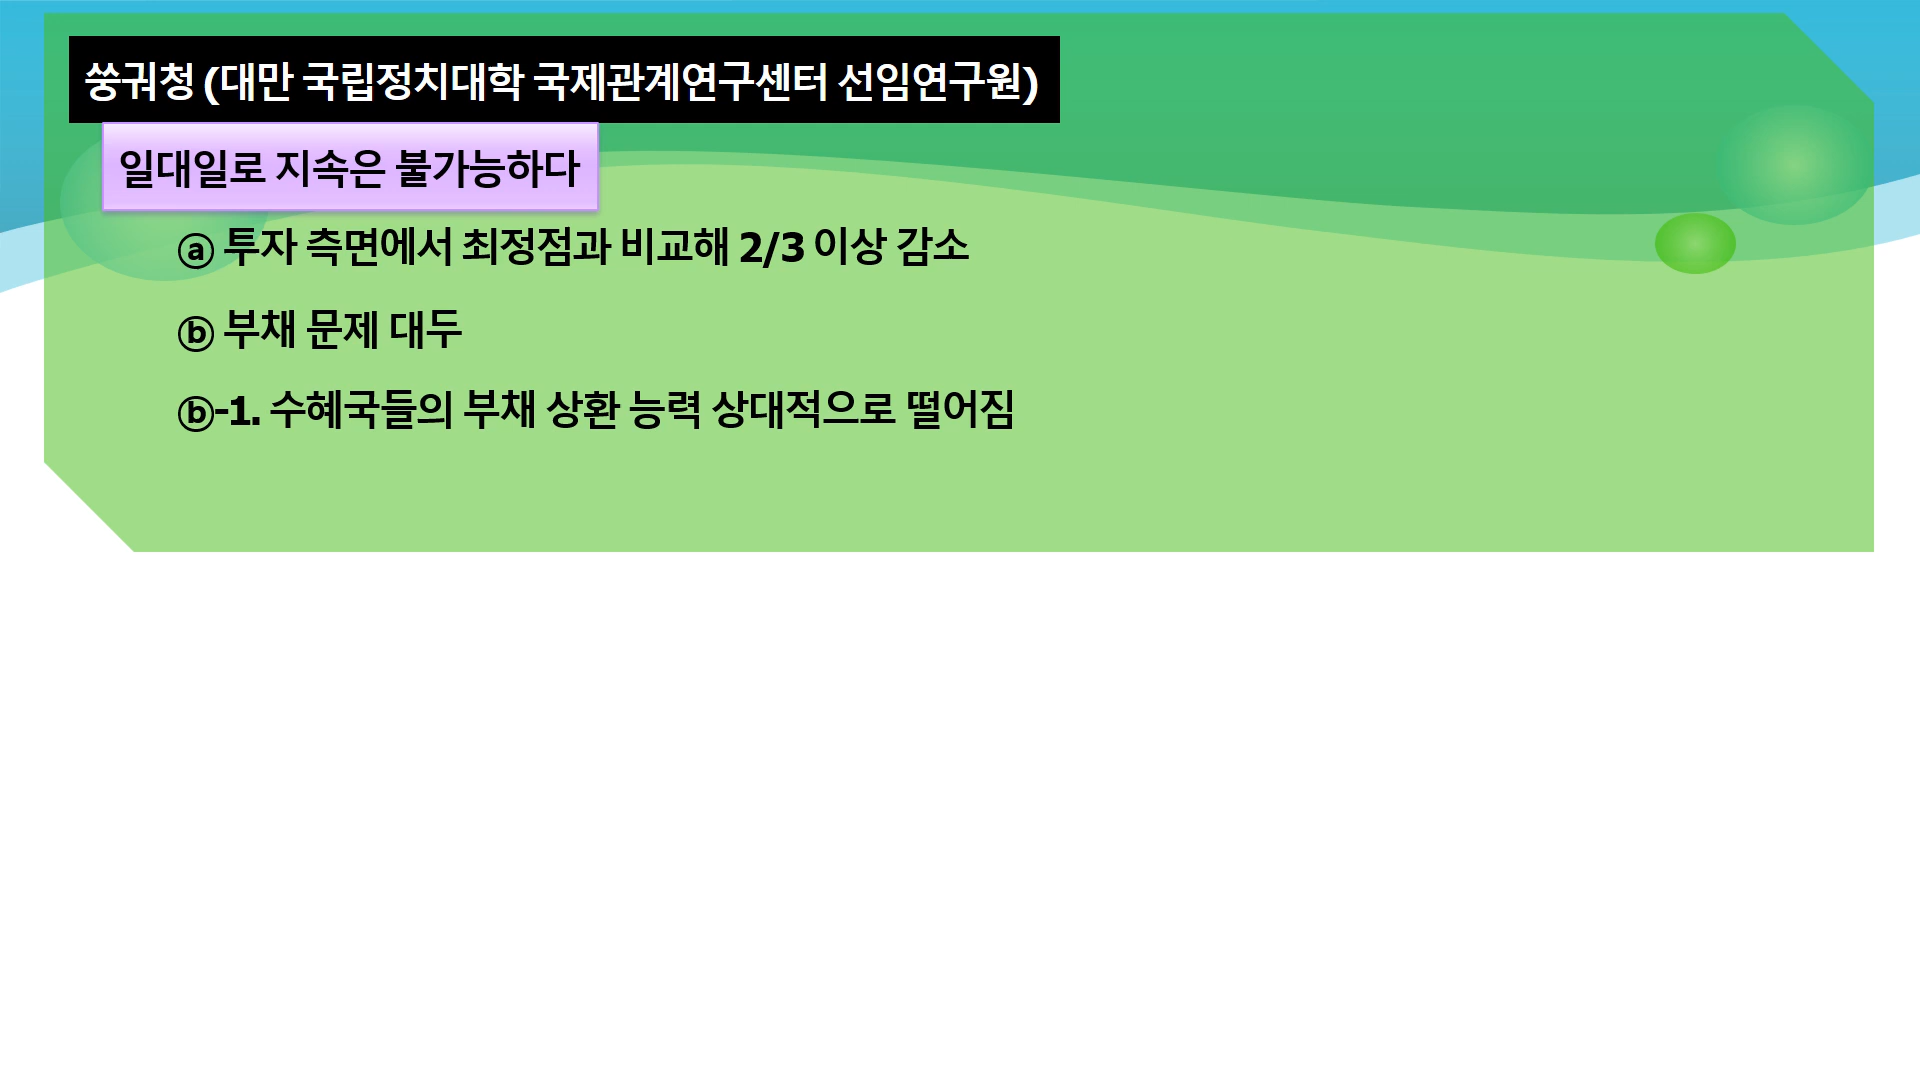 쑹궈청 (대만 국립정치대학 국제관계연구센터 선임연구원)
일대일로 지속은 불가능하다
ⓐ 투자 측면에서 최정점과 비교해 2/3 이상 감소
ⓑ 부채 문제 대두
ⓑ-1. 수혜국들의 부채 상환 능력 상대적으로 떨어짐